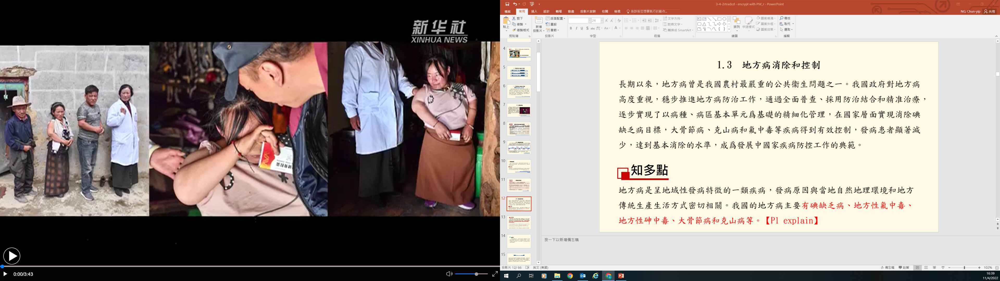 新华社
XINHUA NEWS
0:00/3:43
3-4-2rtradcd - encrypt with PW_r - PowerPoint
檔案 常用 插入 設計 轉場 動畫 投影片放映 校閱 檢視 告訴我您想要執行的動作...
NG, Chun-yip 共用
剪下
複製
複製格式
貼上
剪貼簿
新增
投影片
版面配置
重設
章節
投影片
24
B I U S abc AV Aa A
字型
文字方向
對齊文字
轉換成 SmartArt
段落
排列
快速樣式
圖案填滿
圖案外框
圖案效果
繪圖
尋找
取代
選取
編輯
4
5
6
7
8
9
10
11
12
13
14
15
1.3 地方病消除和控制
長期以來，地方病曾是我國農村最嚴重的公共衞生問題之一。我國政府對地方病
高度重視，穩步推進地方病防治工作，通過全面普查、採用防治結合和精准治療，
逐步實現了以病種、病區基本單元爲基礎的精細化管理，在國家層面實現消除碘
缺乏病目標，大骨節病、克山病和氟中毒等疾病得到有效控制，發病患者顯著減
少，達到基本消除的水準，成爲發展中國家疾病防控工作的典範。
知多點
地方病是呈地域性發病特徵的一類疾病，發病原因與當地自然地理環境和地方
傳統生產生活方式密切相關。我國的地方病主要有碘缺乏病、地方性氟中毒、
地方性砷中毒、大骨節病和克山病等。【Pl explain】
按一下以新增備忘稿
投影片 12/ 66 英文 (美國)
備忘稿 註解 102%
16:39
11/4/2022